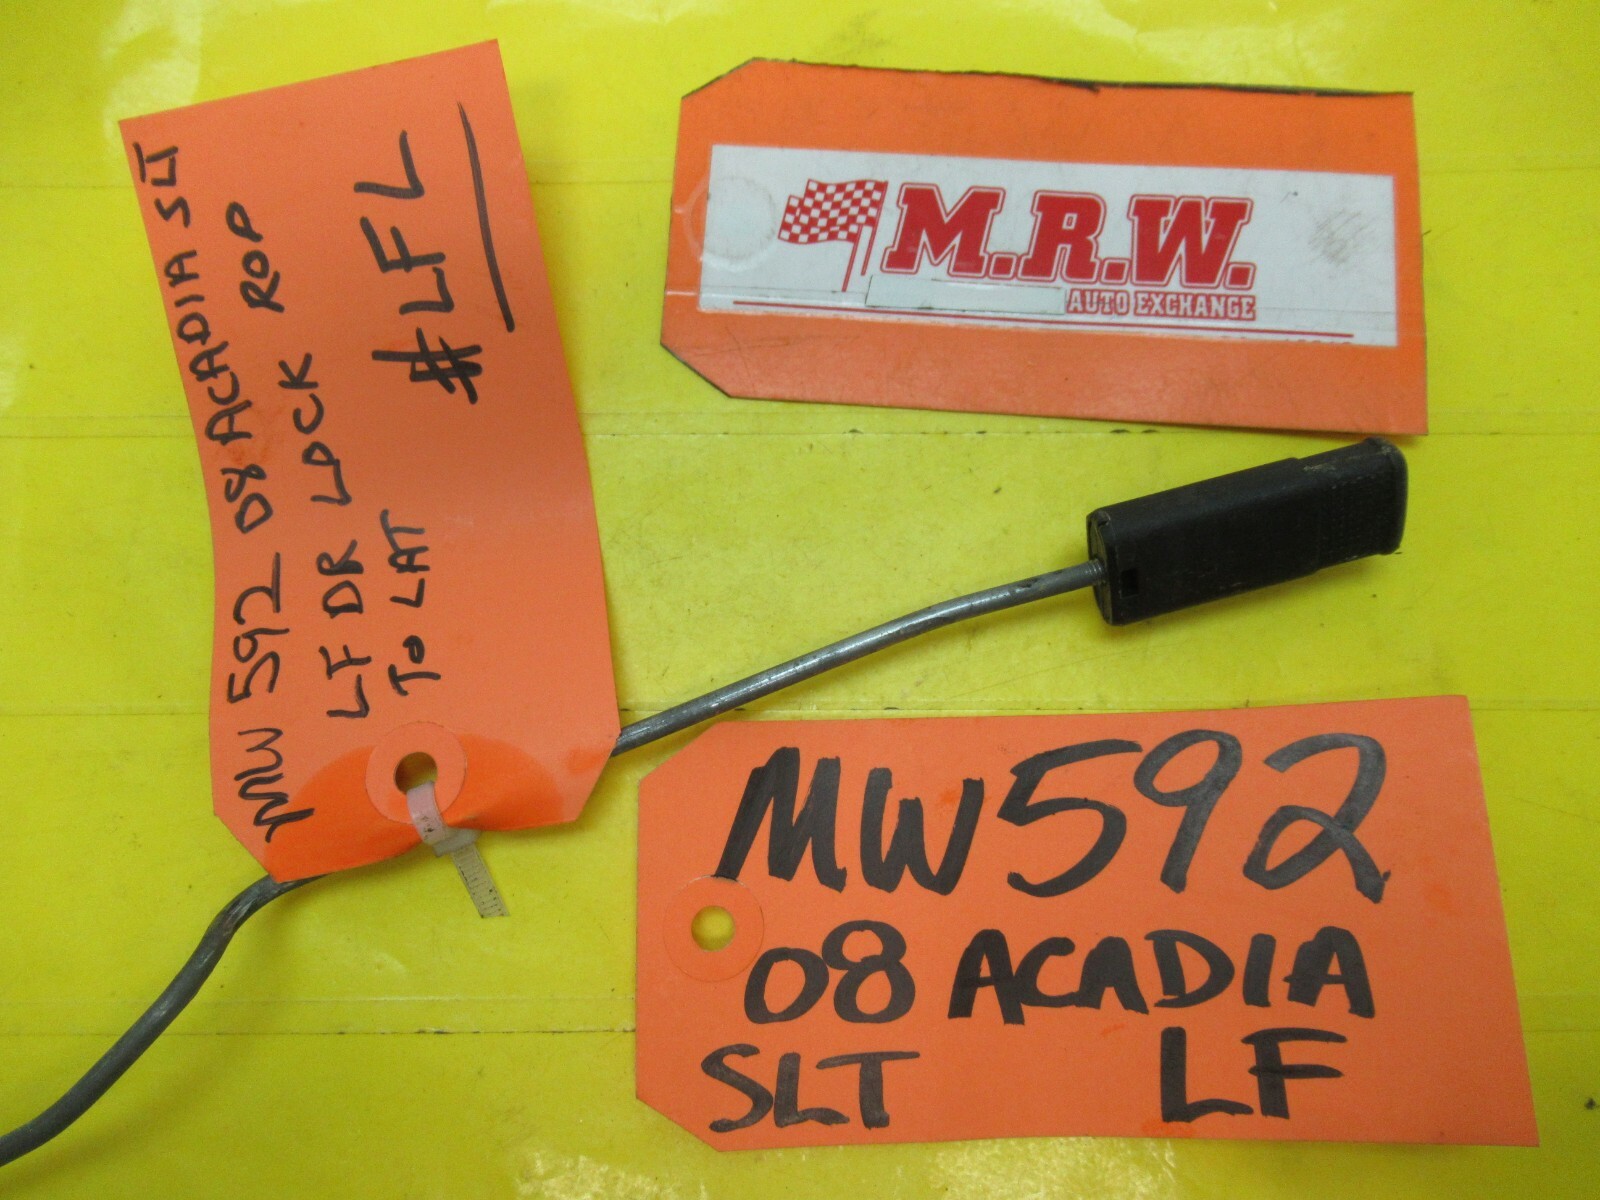 MW 592 08 ACADIA SLT
LF DR LOCK ROD
TO LAT
#LFL
M.R.W.
AUTO EXCHANGE
MW592
08 ACADIA
SLT LF